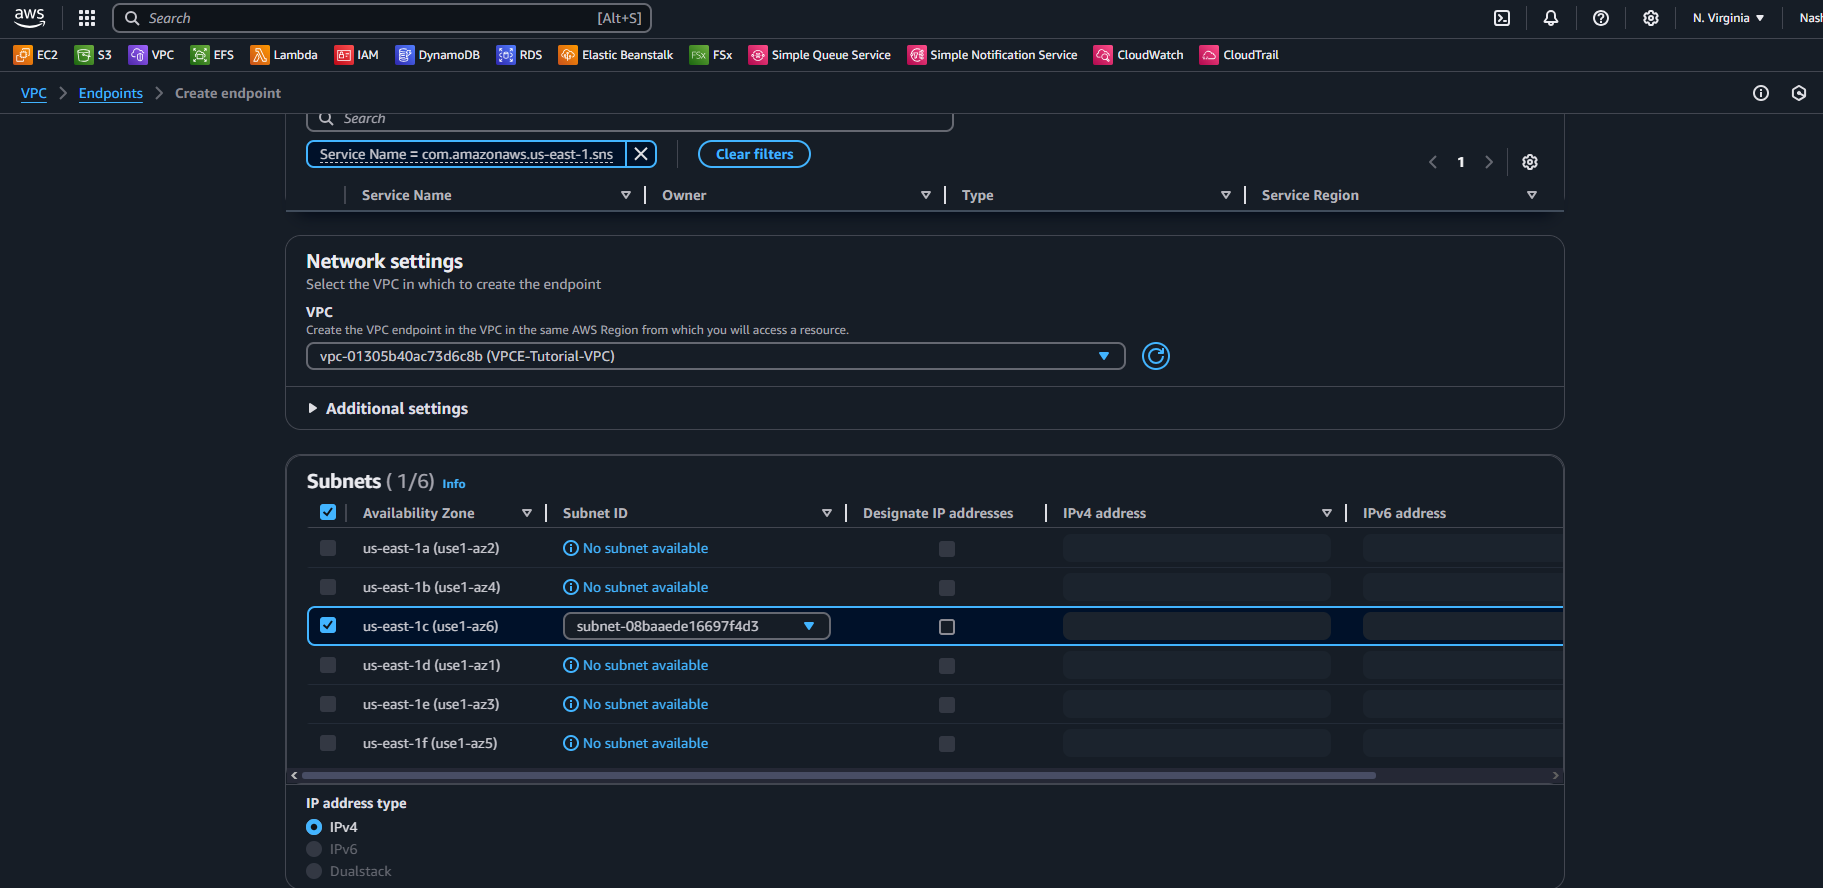 aws
Search [Alt+S]
N. Virginia
Nash
EC2 S3 VPC EFS Lambda IAM DynamoDB RDS Elastic Beanstalk FSx FSx Simple Queue Service Simple Notification Service CloudWatch CloudTrail
VPC Endpoints Create endpoint
Search
Service Name = com.amazonaws.us-east-1.sns Clear filters
1
Service Name Owner Type Service Region
Network settings
Select the VPC in which to create the endpoint
VPC
Create the VPC endpoint in the VPC in the same AWS Region from which you will access a resource.
vpc-01305b40ac73d6c8b (VPCE-Tutorial-VPC)
Additional settings
Subnets ( 1/6) Info
Availability Zone Subnet ID Designate IP addresses IPv4 address IPv6 address
us-east-1a (use1-az2) No subnet available
us-east-1b (use1-az4) No subnet available
us-east-1c (use1-az6) subnet-08baaede16697f4d3
us-east-1d (use1-az1) No subnet available
us-east-1e (use1-az3) No subnet available
us-east-1f (use1-az5) No subnet available
IP address type
IPv4
IPv6
Dualstack